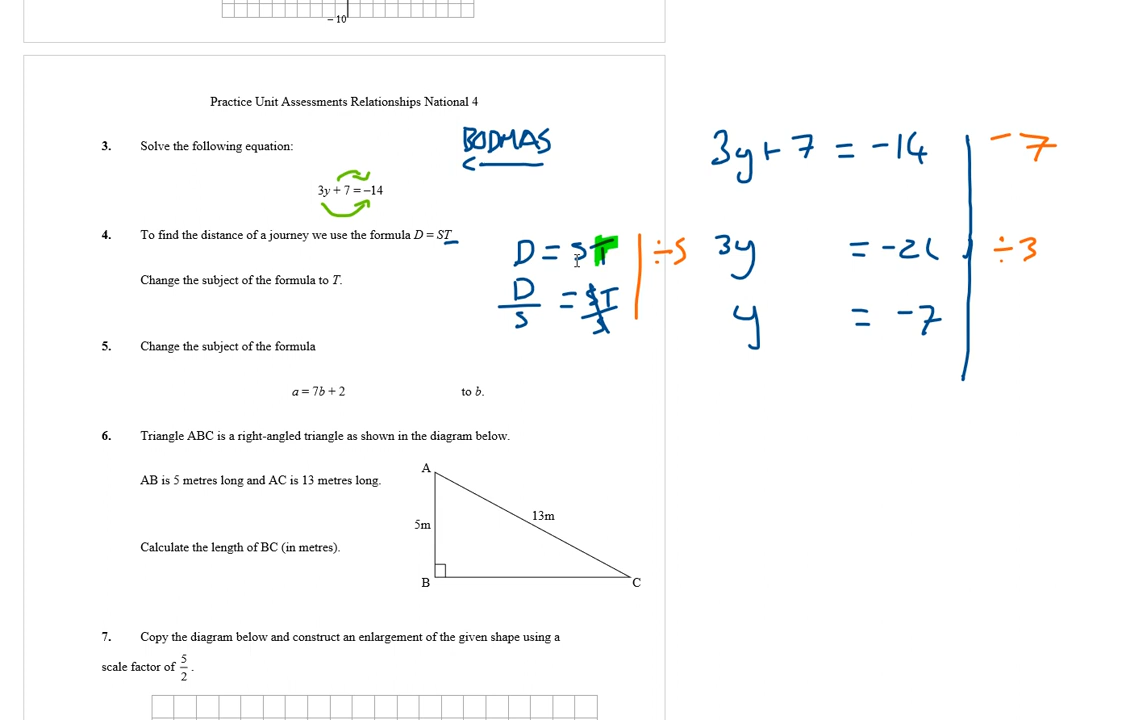 – 10
Practice Unit Assessments Relationships National 4
3. Solve the following equation:
BODMAS
3y + 7 = –14
3y + 7 = -14 | -7
4. To find the distance of a journey we use the formula D = ST
D = ST | ÷S
3y = -21 ÷3
Change the subject of the formula to T.
D/S = ST/S
y = -7
5. Change the subject of the formula
a = 7b + 2 to b.
6. Triangle ABC is a right-angled triangle as shown in the diagram below.
A
AB is 5 metres long and AC is 13 metres long.
13m
5m
Calculate the length of BC (in metres).
B
C
7. Copy the diagram below and construct an enlargement of the given shape using a
scale factor of 5/2 .